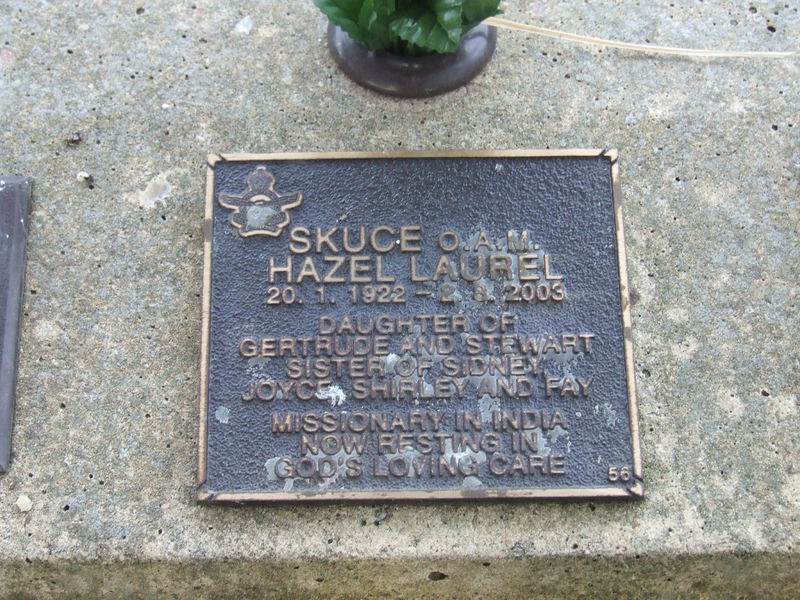 SKUCE O.A.M.
HAZEL LAUREL
20. 1. 1922 - 2. 8. 2003
DAUGHTER OF
GERTRUDE AND STEWART
SISTER OF SIDNEY,
JOYCE, SHIRLEY AND FAY
MISSIONARY IN INDIA
NOW RESTING IN
GOD'S LOVING CARE
56